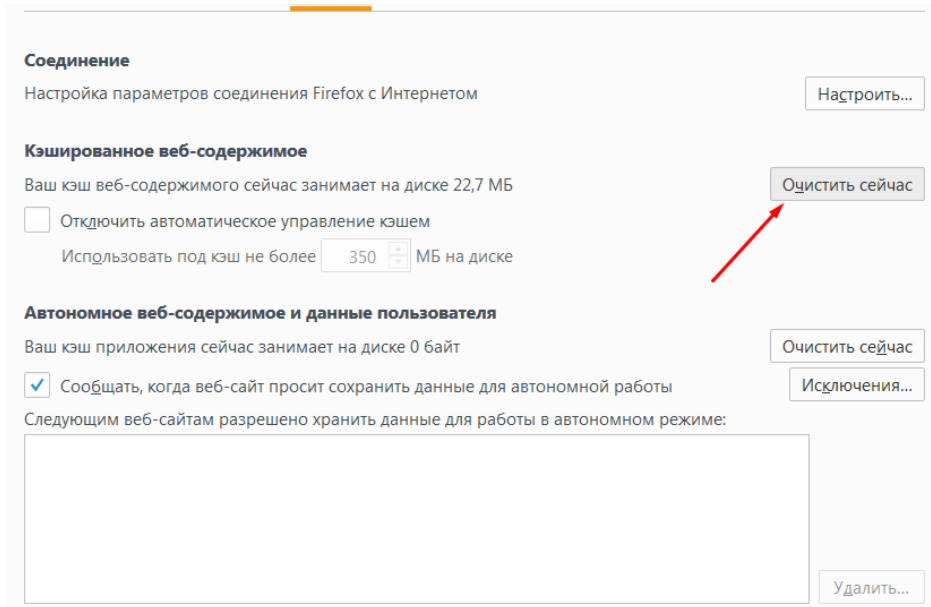 Соединение
Настройка параметров соединения Firefox с Интернетом
Настроить...
Кэшированное веб-содержимое
Ваш кэш веб-содержимого сейчас занимает на диске 22,7 МБ
Очистить сейчас
Отключить автоматическое управление кэшем
Использовать под кэш не более 350 МБ на диске
Автономное веб-содержимое и данные пользователя
Ваш кэш приложения сейчас занимает на диске 0 байт
Очистить сейчас
Сообщать, когда веб-сайт просит сохранить данные для автономной работы
Исключения...
Следующим веб-сайтам разрешено хранить данные для работы в автономном режиме:
Удалить...